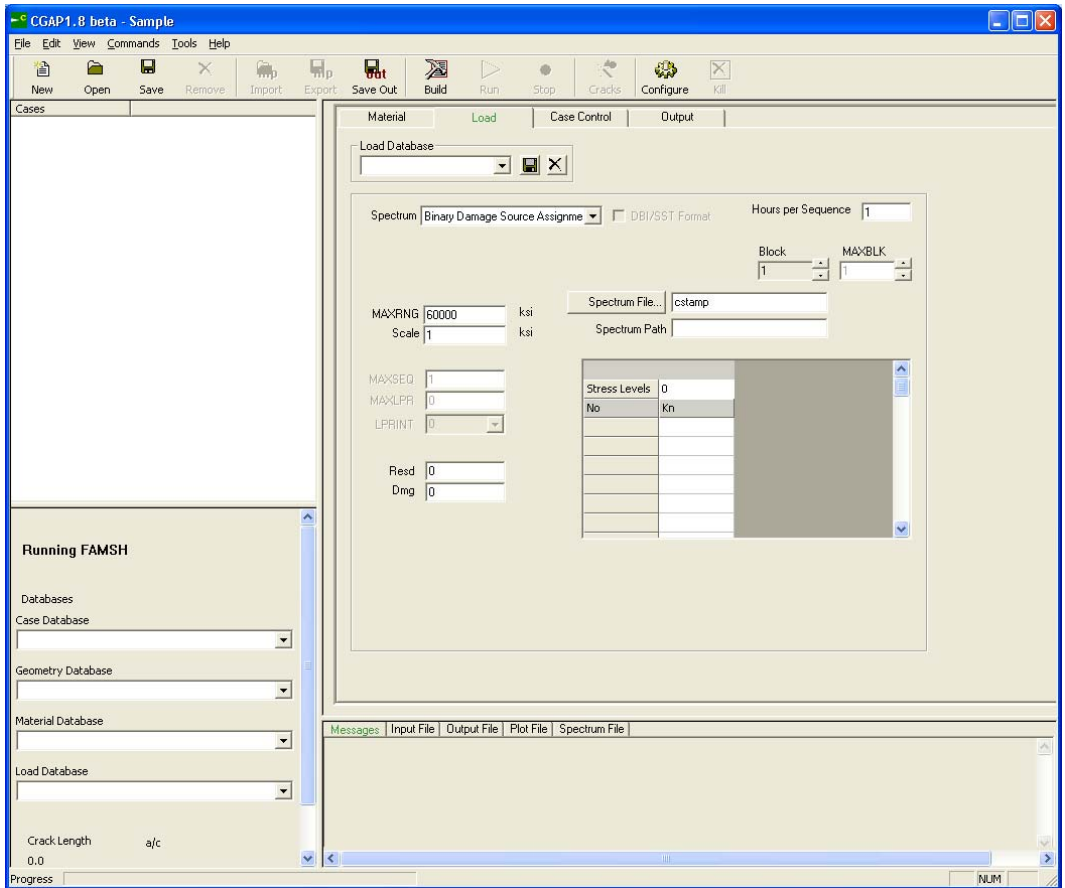 CGAP1.8 beta - Sample
File Edit View Commands Tools Help
New Open Save Remove Import Export Save Out Build Run Stop Cracks Configure Kill
Cases
Material Load Case Control Output
Load Database
Spectrum Binary Damage Source Assignme DBI/SST Format Hours per Sequence 1
Block MAXBLK
1 1
Spectrum File... cstamp
MAXRNG 60000 ksi
Spectrum Path
Scale 1 ksi
MAXSEQ 1
Stress Levels 0
MAXLPR 0
No Kn
LPRINT 0
Resd 0
Dmg 0
Running FAMSH
Databases
Case Database
Geometry Database
Material Database
Load Database
Crack Length a/c
0.0
Messages Input File Output File Plot File Spectrum File
Progress NUM